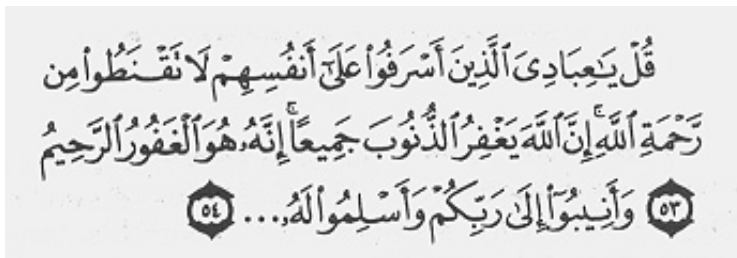 قُلْ يَـٰعِبَادِىَ ٱلَّذِينَ أَسْرَفُوا۟ عَلَىٰٓ أَنفُسِهِمْ لَا تَقْنَطُوا۟ مِن
رَّحْمَةِ ٱللَّهِ ۚ إِنَّ ٱللَّهَ يَغْفِرُ ٱلذُّنُوبَ جَمِيعًا ۚ إِنَّهُۥ هُوَ ٱلْغَفُورُ ٱلرَّحِيمُ
٥٣ وَأَنِيبُوٓا۟ إِلَىٰ رَبِّكُمْ وَأَسْلِمُوا۟ لَهُۥ... ٥٤